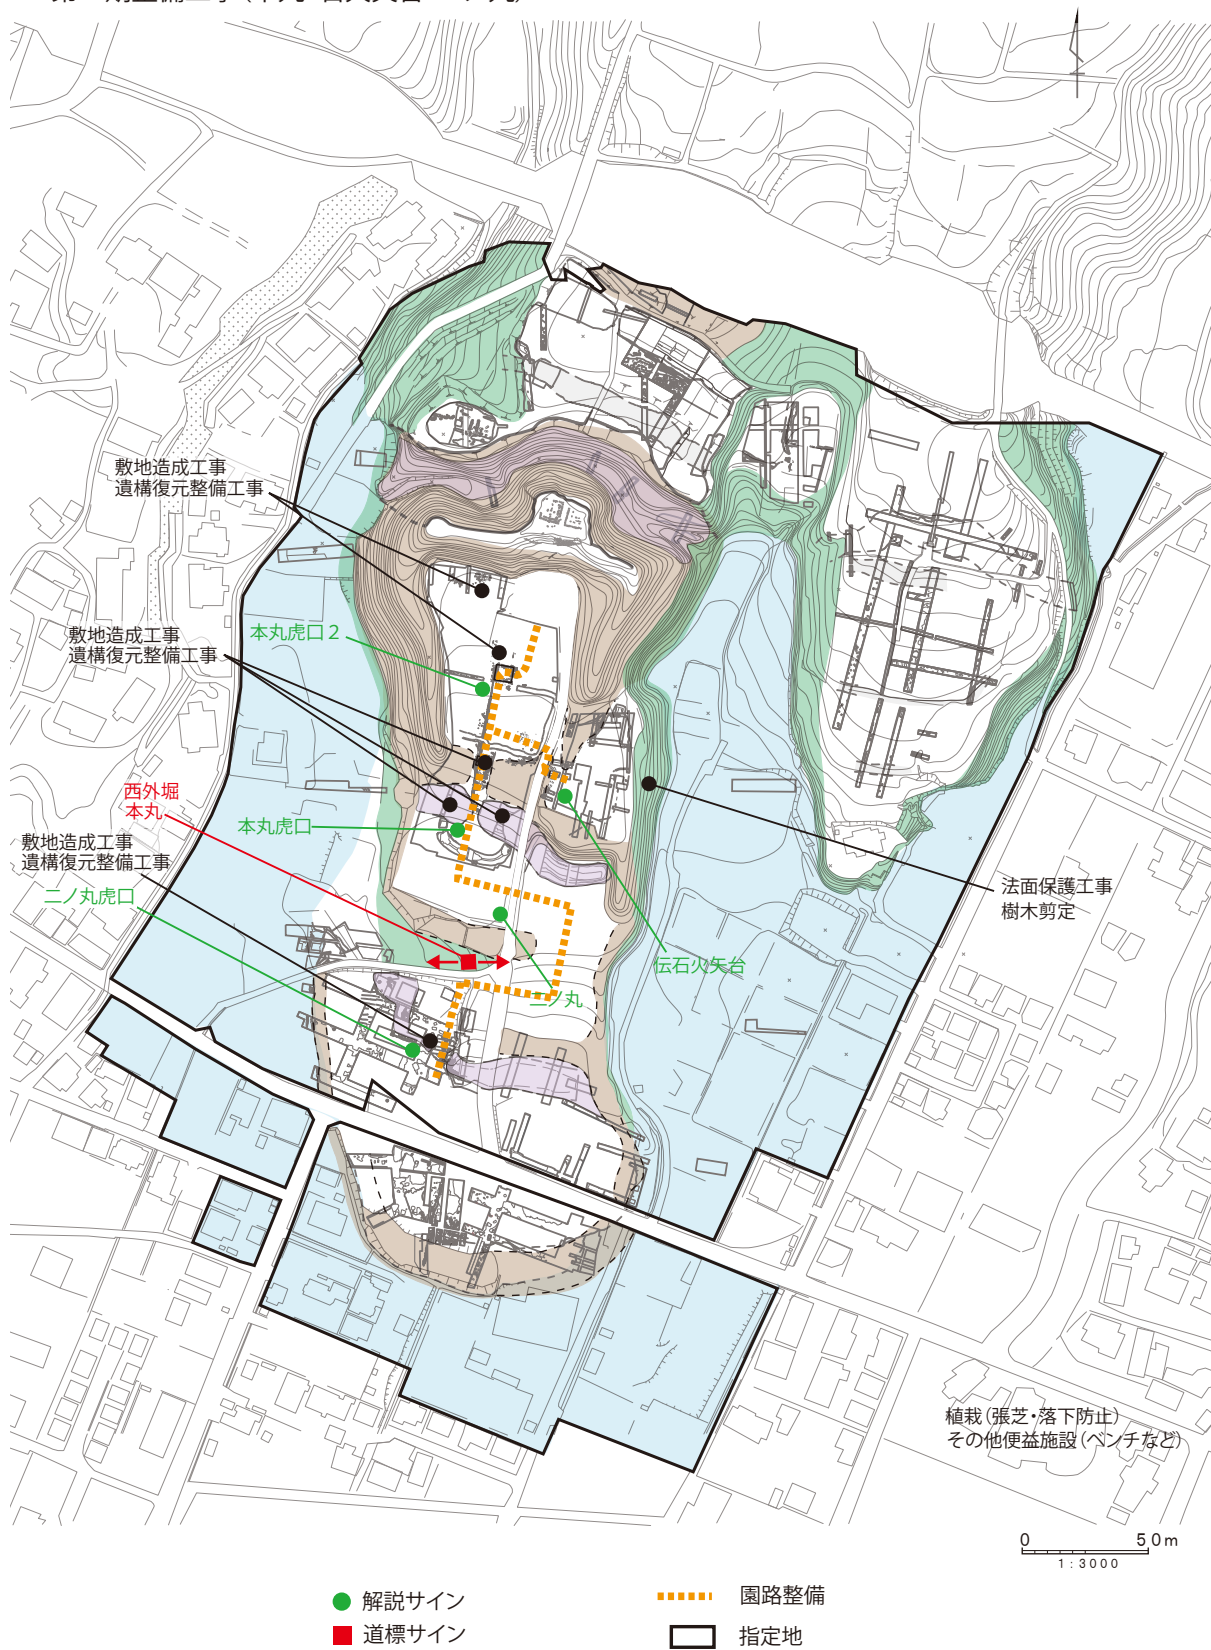 敷地造成工事
遺構復元整備工事
敷地造成工事
遺構復元整備工事
本丸虎口2
西外堀
本丸
本丸虎口
敷地造成工事
遺構復元整備工事
二ノ丸虎口
法面保護工事
樹木剪定
伝石火矢台
二ノ丸
植栽(張芝・落下防止)
その他便益施設(ベンチなど)
0 50m
1:3000
解説サイン
園路整備
道標サイン
指定地